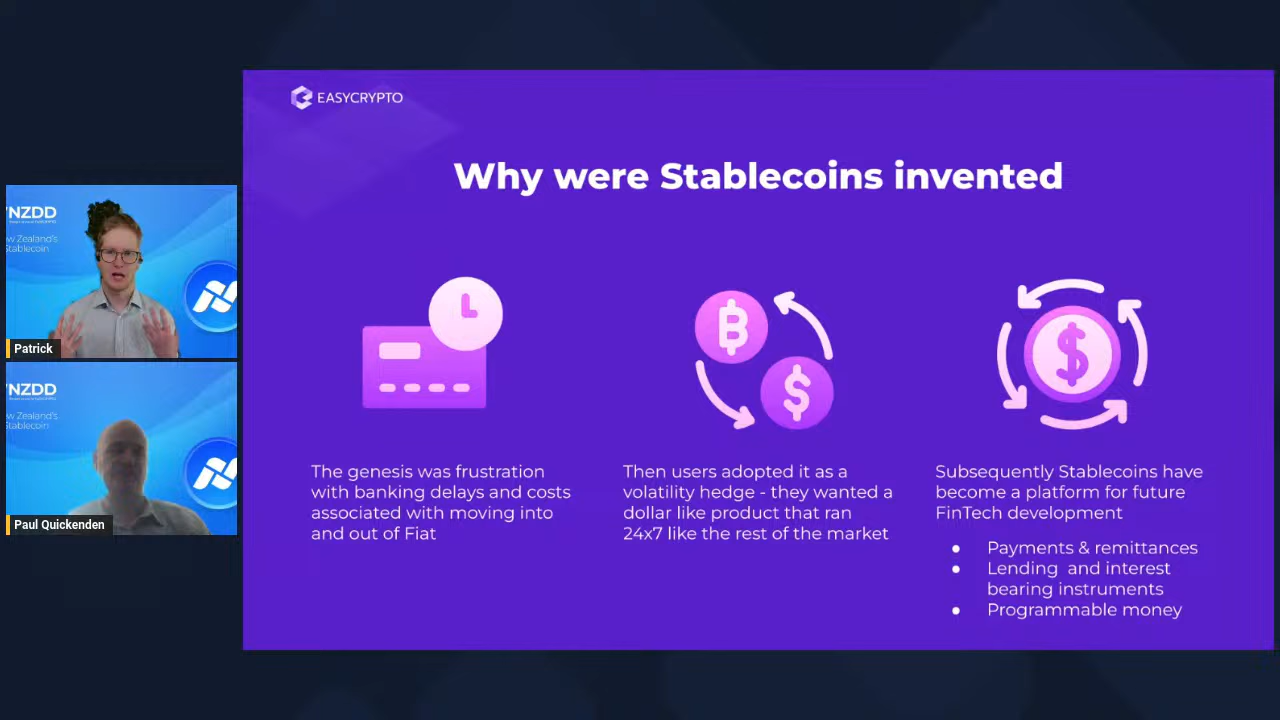 EASYCRYPTO
Why were Stablecoins invented
The genesis was frustration
with banking delays and costs
associated with moving into
and out of Fiat
Then users adopted it as a
volatility hedge - they wanted a
dollar like product that ran
24x7 like the rest of the market
Subsequently Stablecoins have
become a platform for future
FinTech development
● Payments & remittances
● Lending and interest
bearing instruments
● Programmable money
NZDD
w Zealand's
Stablecoin
Patrick
NZDD
w Zealand's
Stablecoin
Paul Quickenden